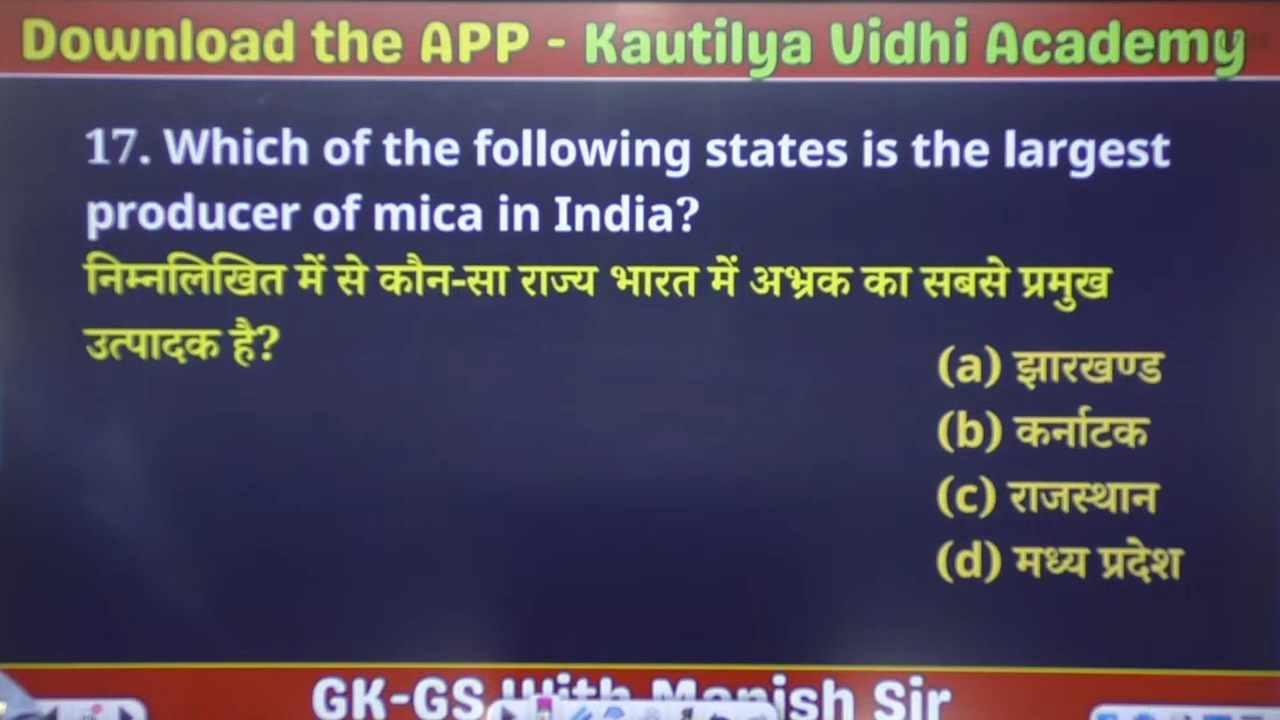 Download the APP - Kautilya Vidhi Academy
17. Which of the following states is the largest
producer of mica in India?
निम्नलिखित में से कौन-सा राज्य भारत में अभ्रक का सबसे प्रमुख
उत्पादक है?
(a) झारखण्ड
(b) कर्नाटक
(c) राजस्थान
(d) मध्य प्रदेश
GK-GS With Manish Sir